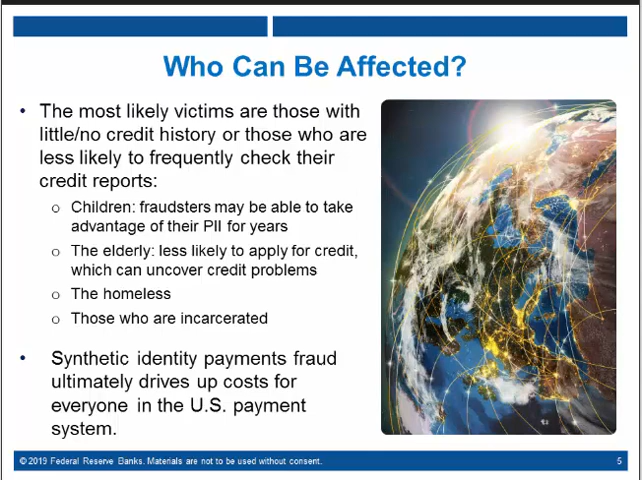 Who Can Be Affected?
• The most likely victims are those with
little/no credit history or those who are
less likely to frequently check their
credit reports:
o Children: fraudsters may be able to take
advantage of their PII for years
o The elderly: less likely to apply for credit,
which can uncover credit problems
o The homeless
o Those who are incarcerated
• Synthetic identity payments fraud
ultimately drives up costs for
everyone in the U.S. payment
system.
© 2019 Federal Reserve Banks. Materials are not to be used without consent. 5